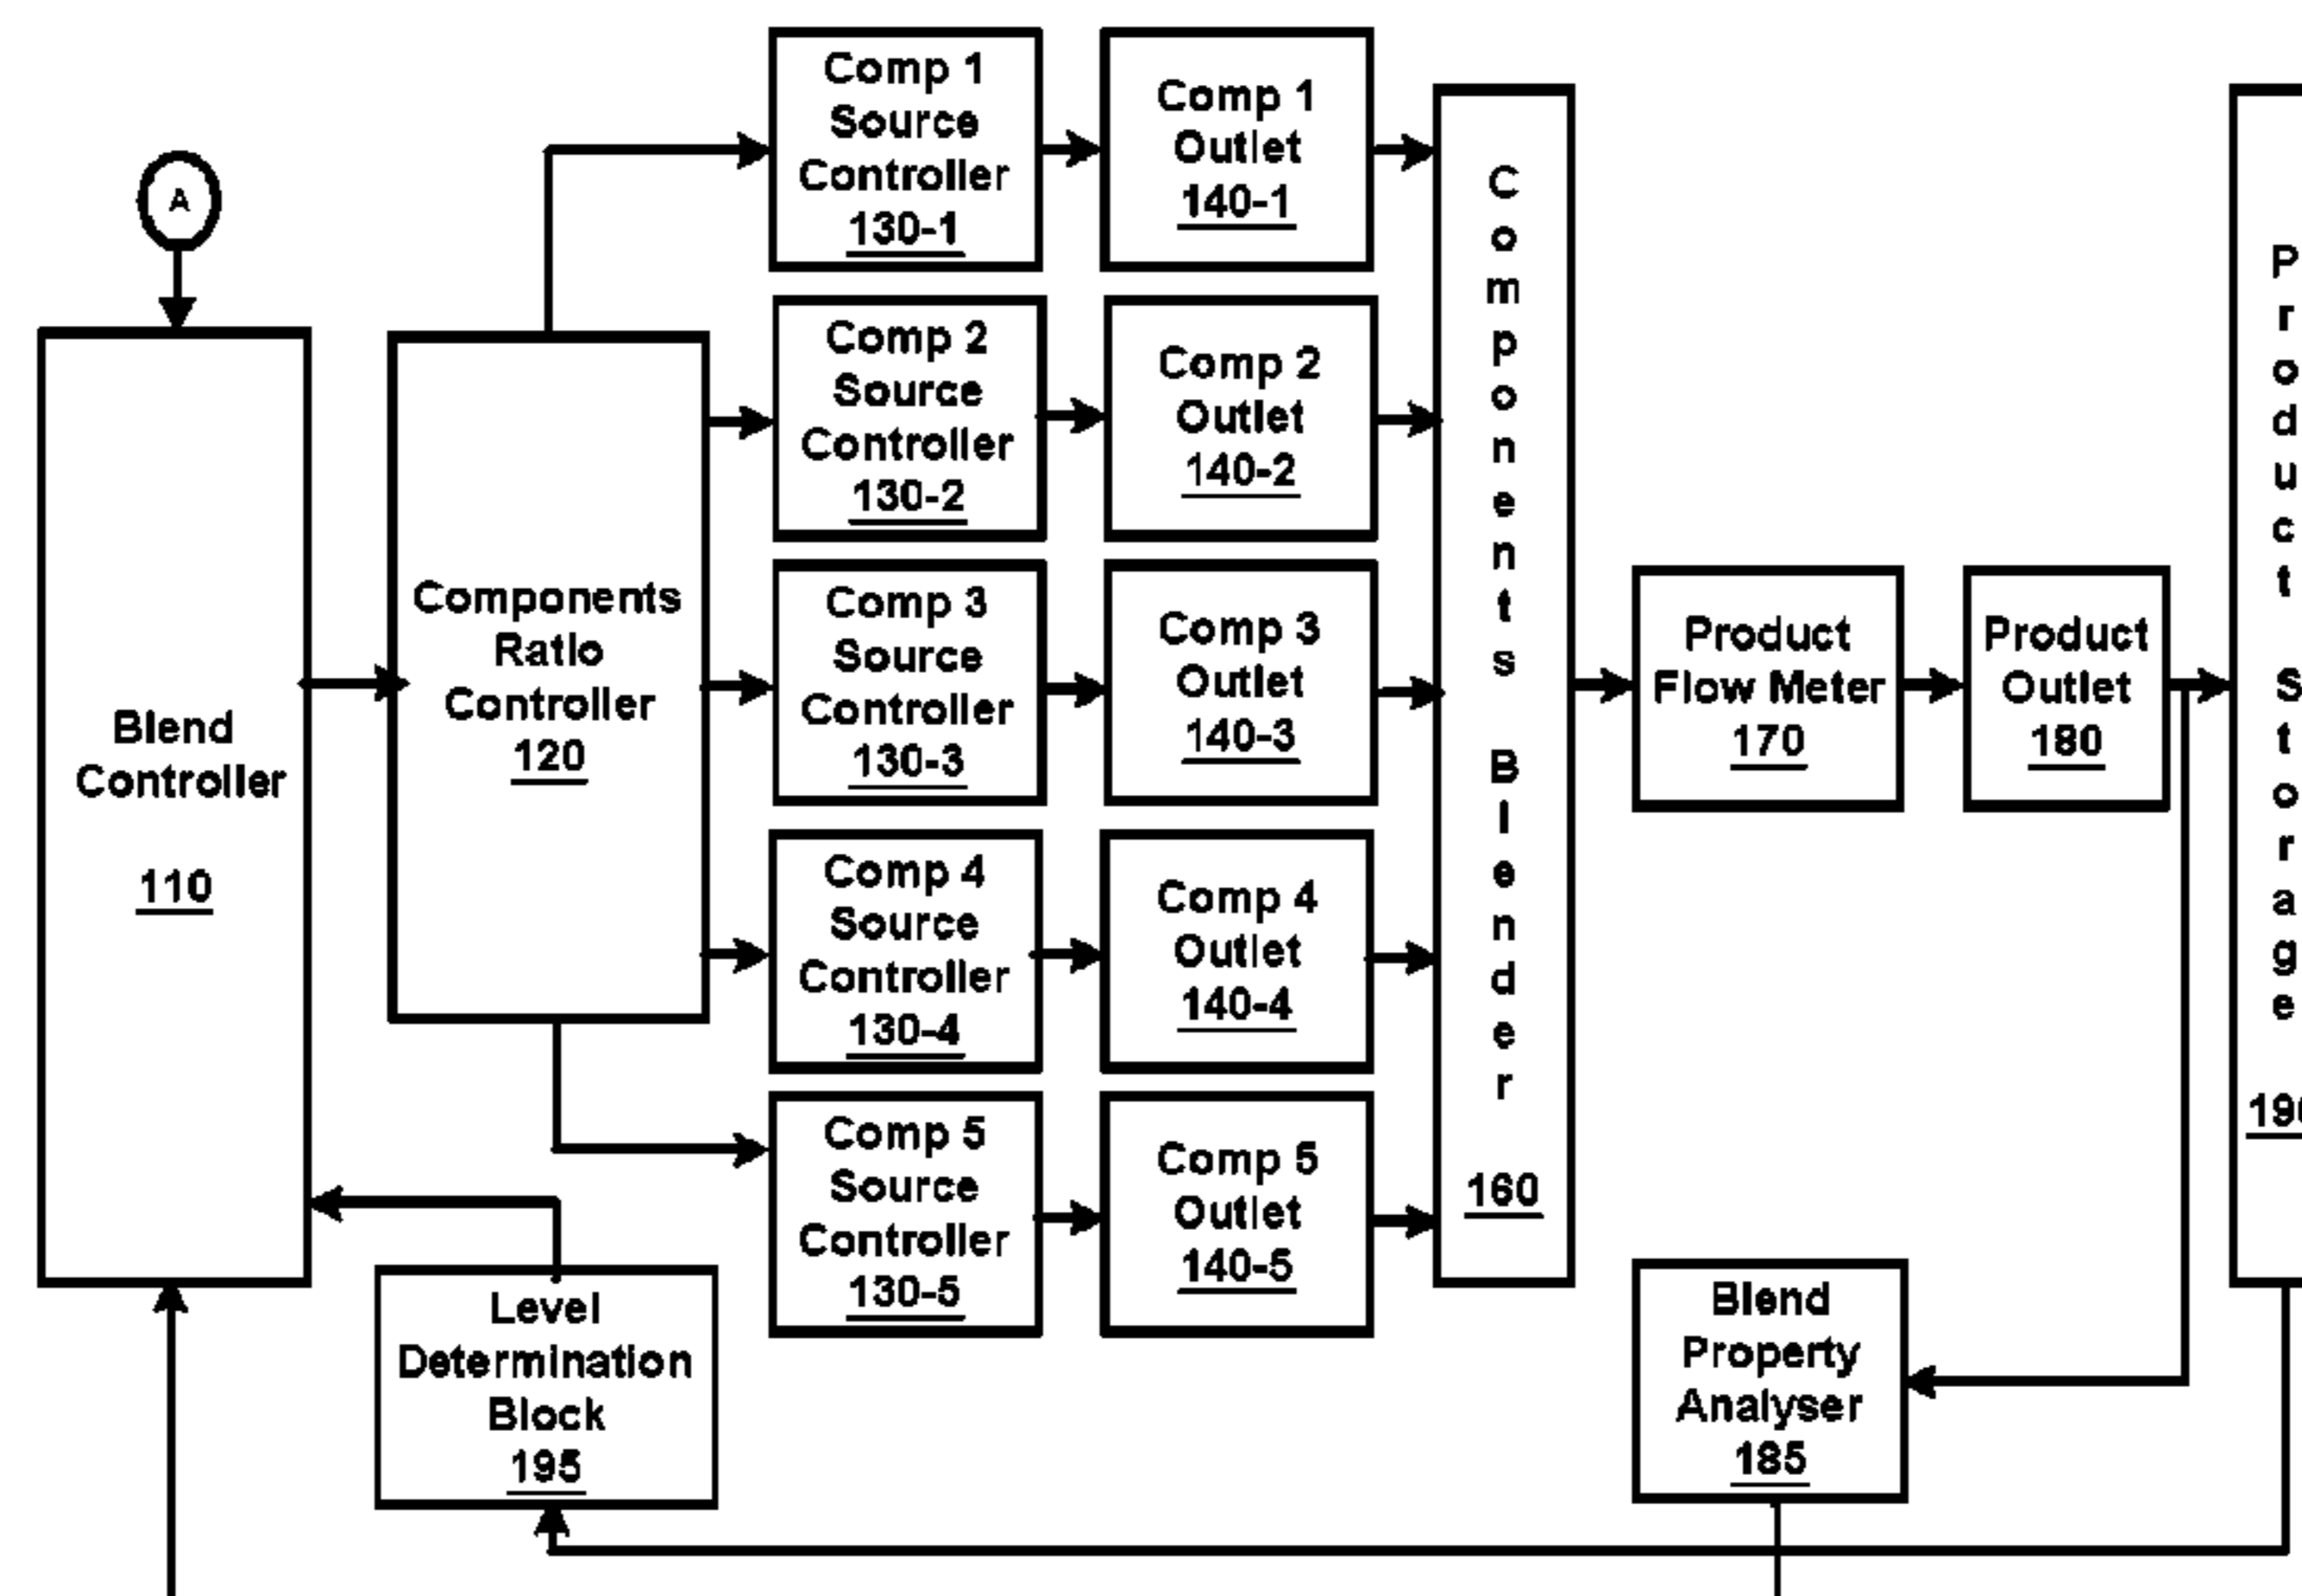 A
Blend
Controller
110
Components
Ratio
Controller
120
Comp 1
Source
Controller
130-1
Comp 1
Outlet
140-1
Comp 2
Source
Controller
130-2
Comp 2
Outlet
140-2
Comp 3
Source
Controller
130-3
Comp 3
Outlet
140-3
Comp 4
Source
Controller
130-4
Comp 4
Outlet
140-4
Comp 5
Source
Controller
130-5
Comp 5
Outlet
140-5
Components Blender
160
Product
Flow Meter
170
Product
Outlet
180
Product Storage
Blend
Property
Analyser
185
Level
Determination
Block
195